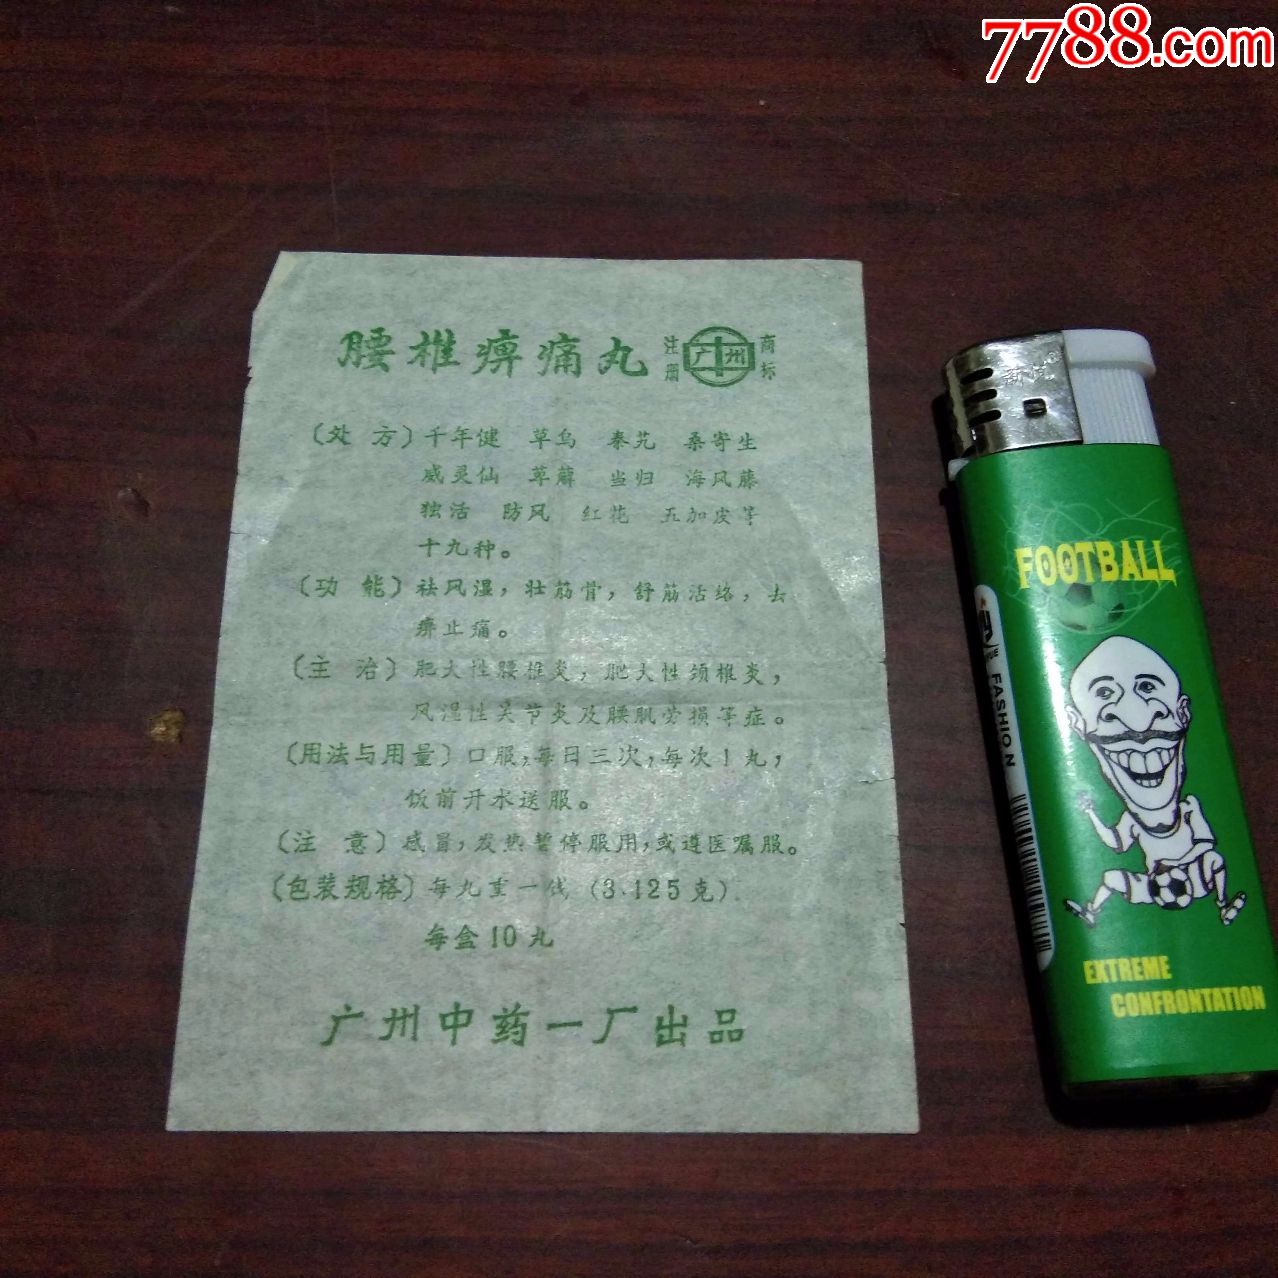 7788.com
腰椎痹痛丸 注册 广州 商标
〔处 方〕千年健 草乌 秦艽 桑寄生
威灵仙 萆薢 当归 海风藤
独活 防风 红花 五加皮等
十九种。
〔功 能〕祛风湿，壮筋骨，舒筋活络，去
痹止痛。
〔主 治〕肥大性腰椎炎，肥大性颈椎炎，
风湿性关节炎及腰肌劳损等症。
〔用法与用量〕口服，每日三次，每次1丸，
饭前开水送服。
〔注 意〕感冒，发热暂停服用，或遵医嘱服。
〔包装规格〕每丸重一钱（3.125克）
每盒10丸
广州中药一厂出品
FOOTBALL
FASHION
EXTREME
CONFRONTATION